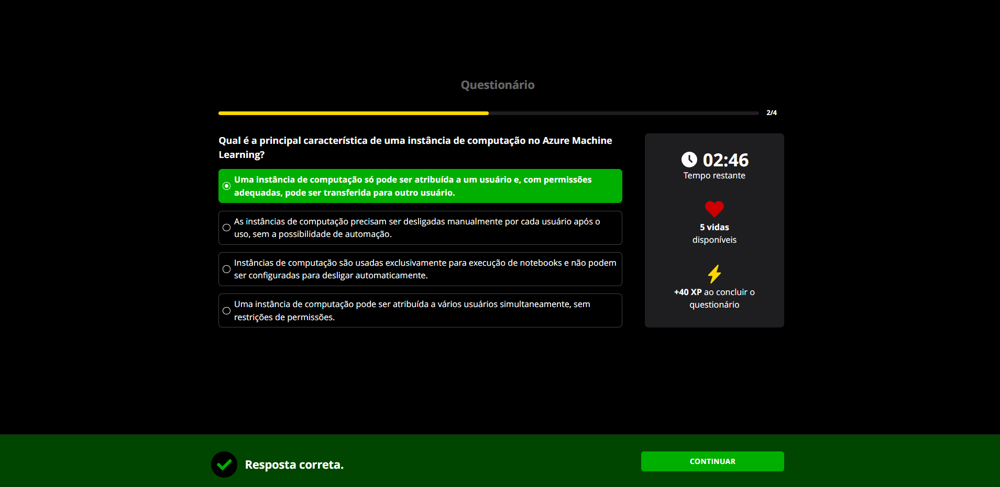 Questionário
2/4
Qual é a principal característica de uma instância de computação no Azure Machine
Learning?
Uma instância de computação só pode ser atribuída a um usuário e, com permissões
adequadas, pode ser transferida para outro usuário.
As instâncias de computação precisam ser desligadas manualmente por cada usuário após o
uso, sem a possibilidade de automação.
Instâncias de computação são usadas exclusivamente para execução de notebooks e não podem
ser configuradas para desligar automaticamente.
Uma instância de computação pode ser atribuída a vários usuários simultaneamente, sem
restrições de permissões.
02:46
Tempo restante
5 vidas
disponíveis
+40 XP ao concluir o
questionário
Resposta correta.
CONTINUAR